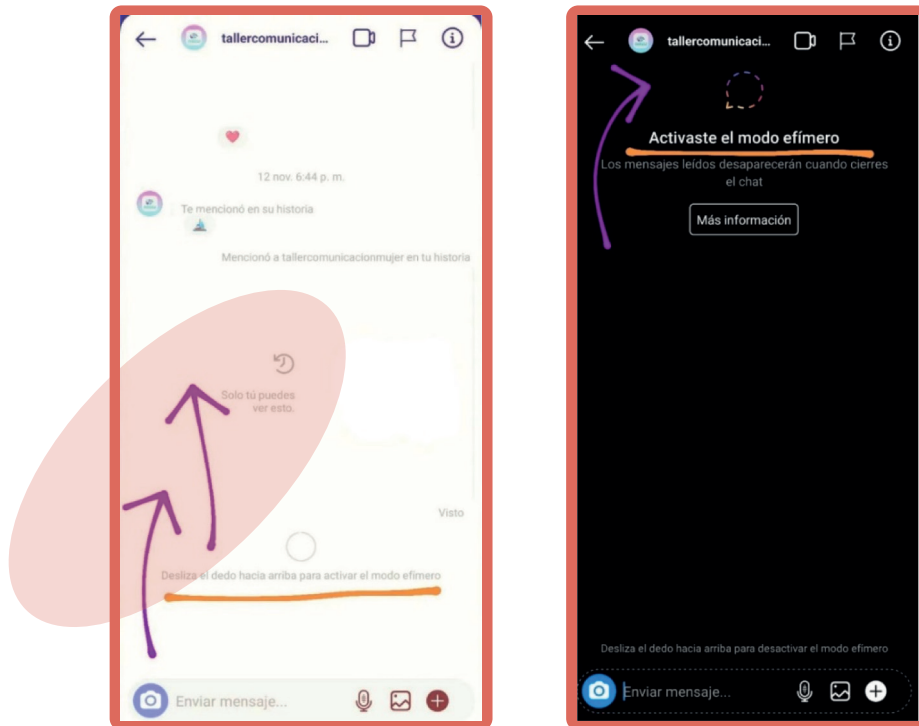 tallercomunicaci...
12 nov. 6:44 p. m.
Te mencionó en su historia
Mencionó a tallercomunicacionmujer en tu historia
Solo tú puedes
ver esto.
Visto
Desliza el dedo hacia arriba para activar el modo efímero
Enviar mensaje...
tallercomunicaci...
Activaste el modo efímero
Los mensajes leídos desaparecerán cuando cierres
el chat
Más información
Desliza el dedo hacia arriba para desactivar el modo efímero
Enviar mensaje...